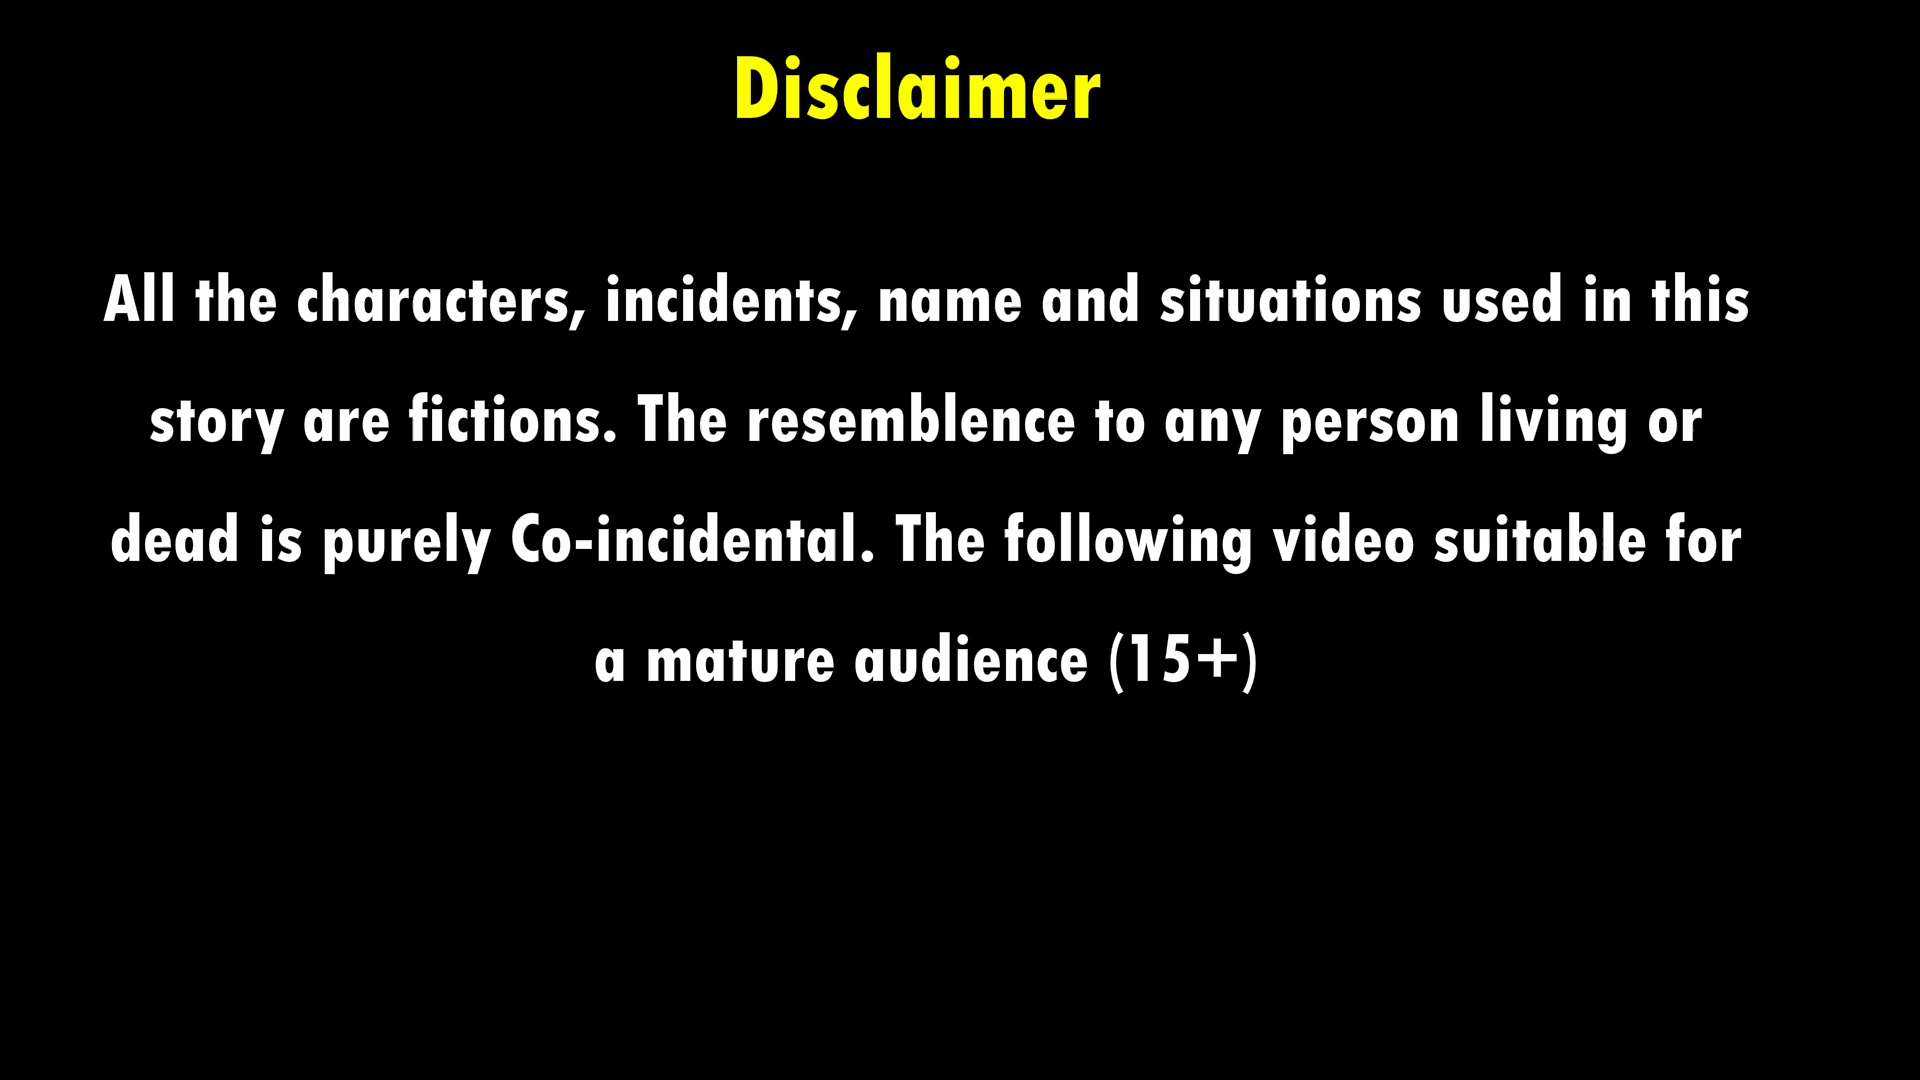 Disclaimer
All the characters, incidents, name and situations used in this
story are fictions. The resemblence to any person living or
dead is purely Co-incidental. The following video suitable for
a mature audience (15+)